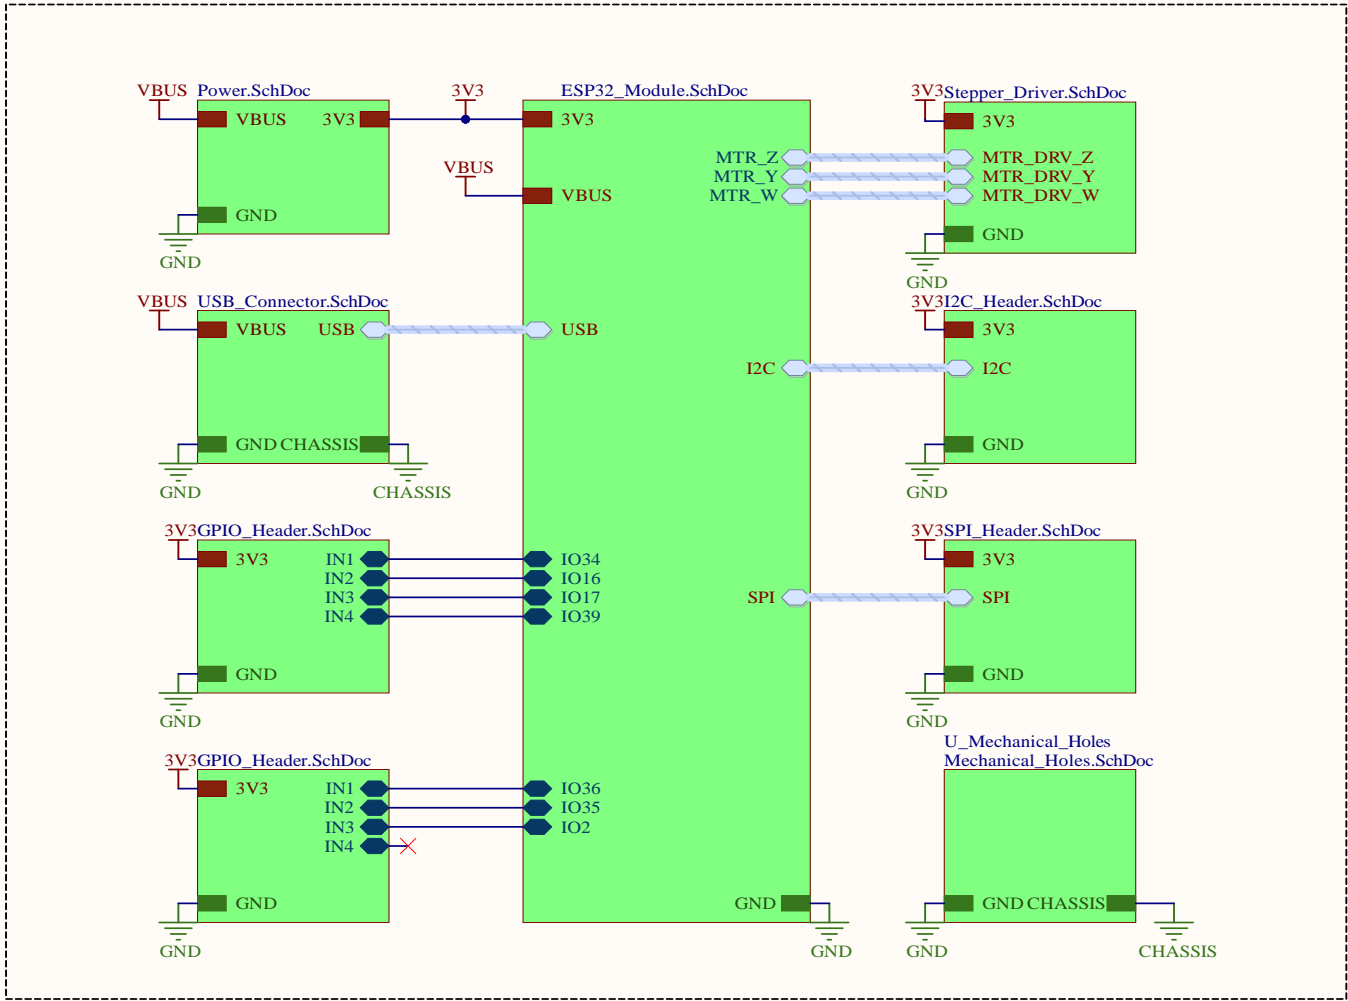 VBUS
Power.SchDoc
VBUS
3V3
GND
GND
3V3
VBUS
ESP32_Module.SchDoc
3V3
VBUS
USB
IO34
IO16
IO17
IO39
IO36
IO35
IO2
MTR_Z
MTR_Y
MTR_W
I2C
SPI
GND
GND
3V3
Stepper_Driver.SchDoc
3V3
MTR_DRV_Z
MTR_DRV_Y
MTR_DRV_W
GND
GND
VBUS
USB_Connector.SchDoc
VBUS
USB
GND
CHASSIS
GND
CHASSIS
3V3
I2C_Header.SchDoc
3V3
I2C
GND
GND
3V3
GPIO_Header.SchDoc
3V3
IN1
IN2
IN3
IN4
GND
GND
3V3
SPI_Header.SchDoc
3V3
SPI
GND
GND
3V3
GPIO_Header.SchDoc
3V3
IN1
IN2
IN3
IN4
GND
GND
U_Mechanical_Holes
Mechanical_Holes.SchDoc
GND
CHASSIS
GND
CHASSIS